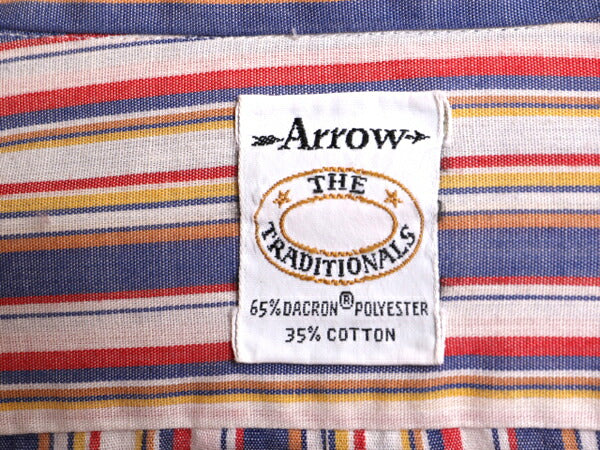 Arrow
THE
TRADITIONALS
65% DACRON® POLYESTER
35% COTTON